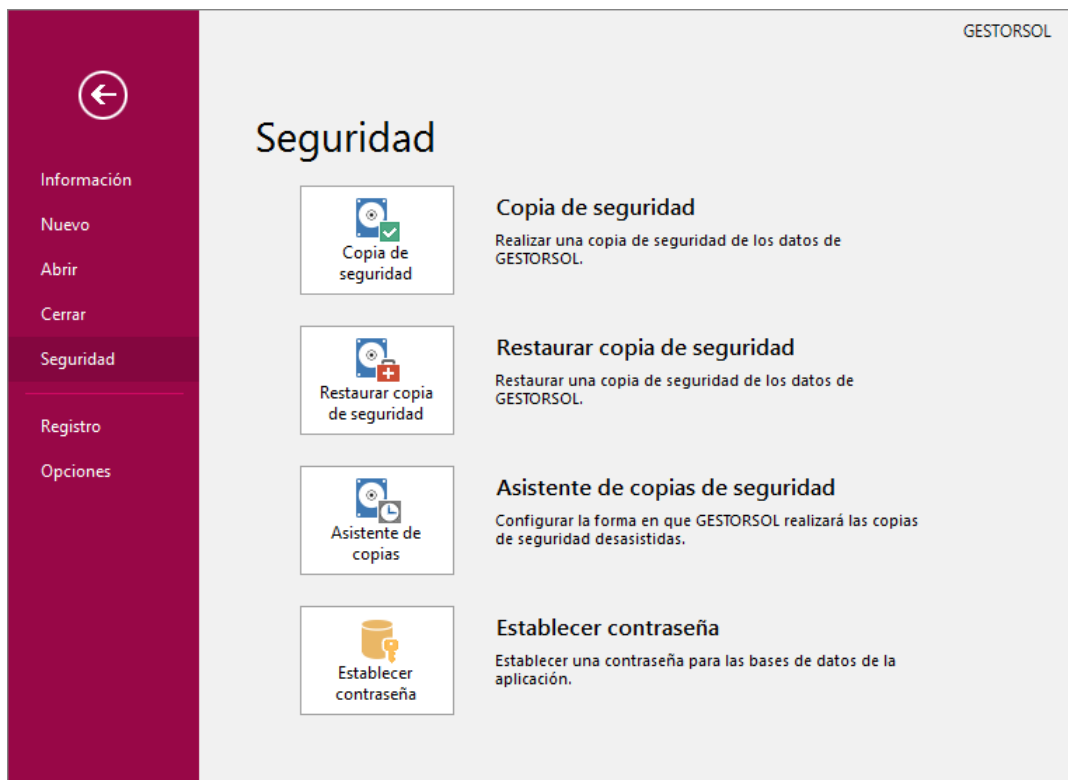 GESTORSOL
Información
Nuevo
Abrir
Cerrar
Seguridad
Registro
Opciones
Seguridad
Copia de
seguridad
Copia de seguridad
Realizar una copia de seguridad de los datos de
GESTORSOL.
Restaurar copia
de seguridad
Restaurar copia de seguridad
Restaurar una copia de seguridad de los datos de
GESTORSOL.
Asistente de
copias
Asistente de copias de seguridad
Configurar la forma en que GESTORSOL realizará las copias
de seguridad desasistidas.
Establecer
contraseña
Establecer contraseña
Establecer una contraseña para las bases de datos de la
aplicación.